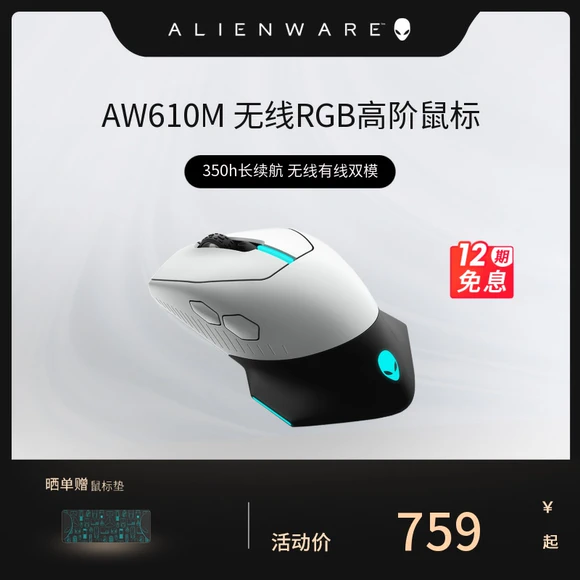 ALIENWARE™
AW610M 无线RGB高阶鼠标
350h长续航 无线有线双模
12期
免息
晒单赠 鼠标垫
活动价 759 ¥起